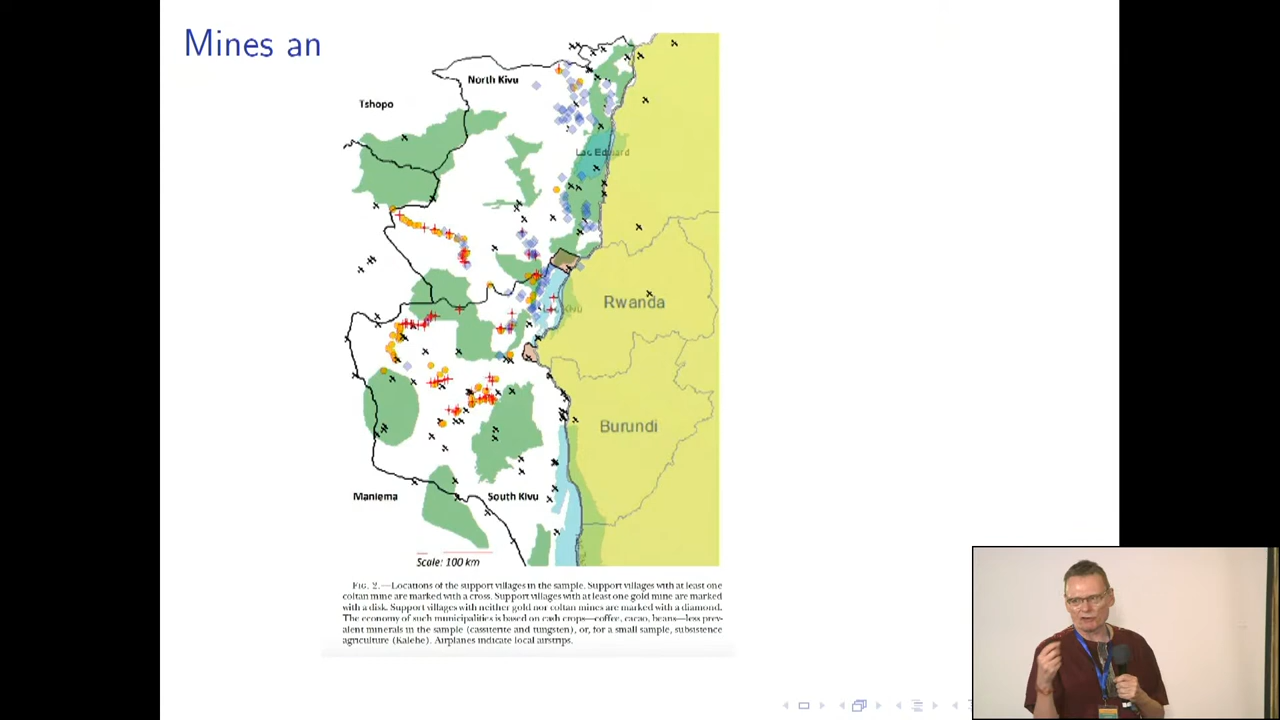 Mines an
North Kivu
Tshopo
Lac Edward
Rwanda
Kivu
Burundi
Maniema
South Kivu
Scale: 100 km
FIG. 2.—Locations of the support villages in the sample. Support villages with at least one
coltan mine are marked with a cross. Support villages with at least one gold mine are marked
with a disk. Support villages with neither gold nor coltan mines are marked with a diamond.
The economy of such municipalities is based on cash crops—coffee, cacao, beans—less prev-
alent minerals in the sample (cassiterite and tungsten), or, for a small sample, subsistence
agriculture (Kalehe). Airplanes indicate local airstrips.